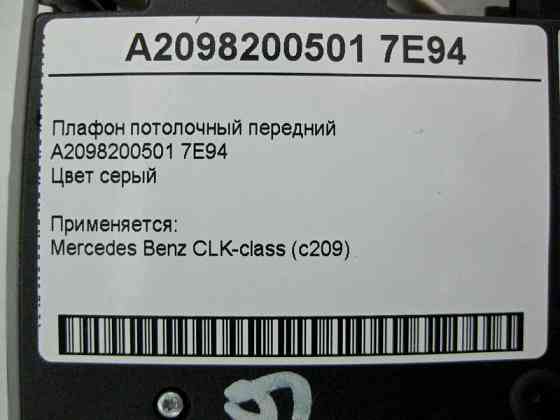 A2098200501 7E94
Плафон потолочный передний
A2098200501 7E94
Цвет серый
Применяется:
Mercedes Benz CLK-class (c209)